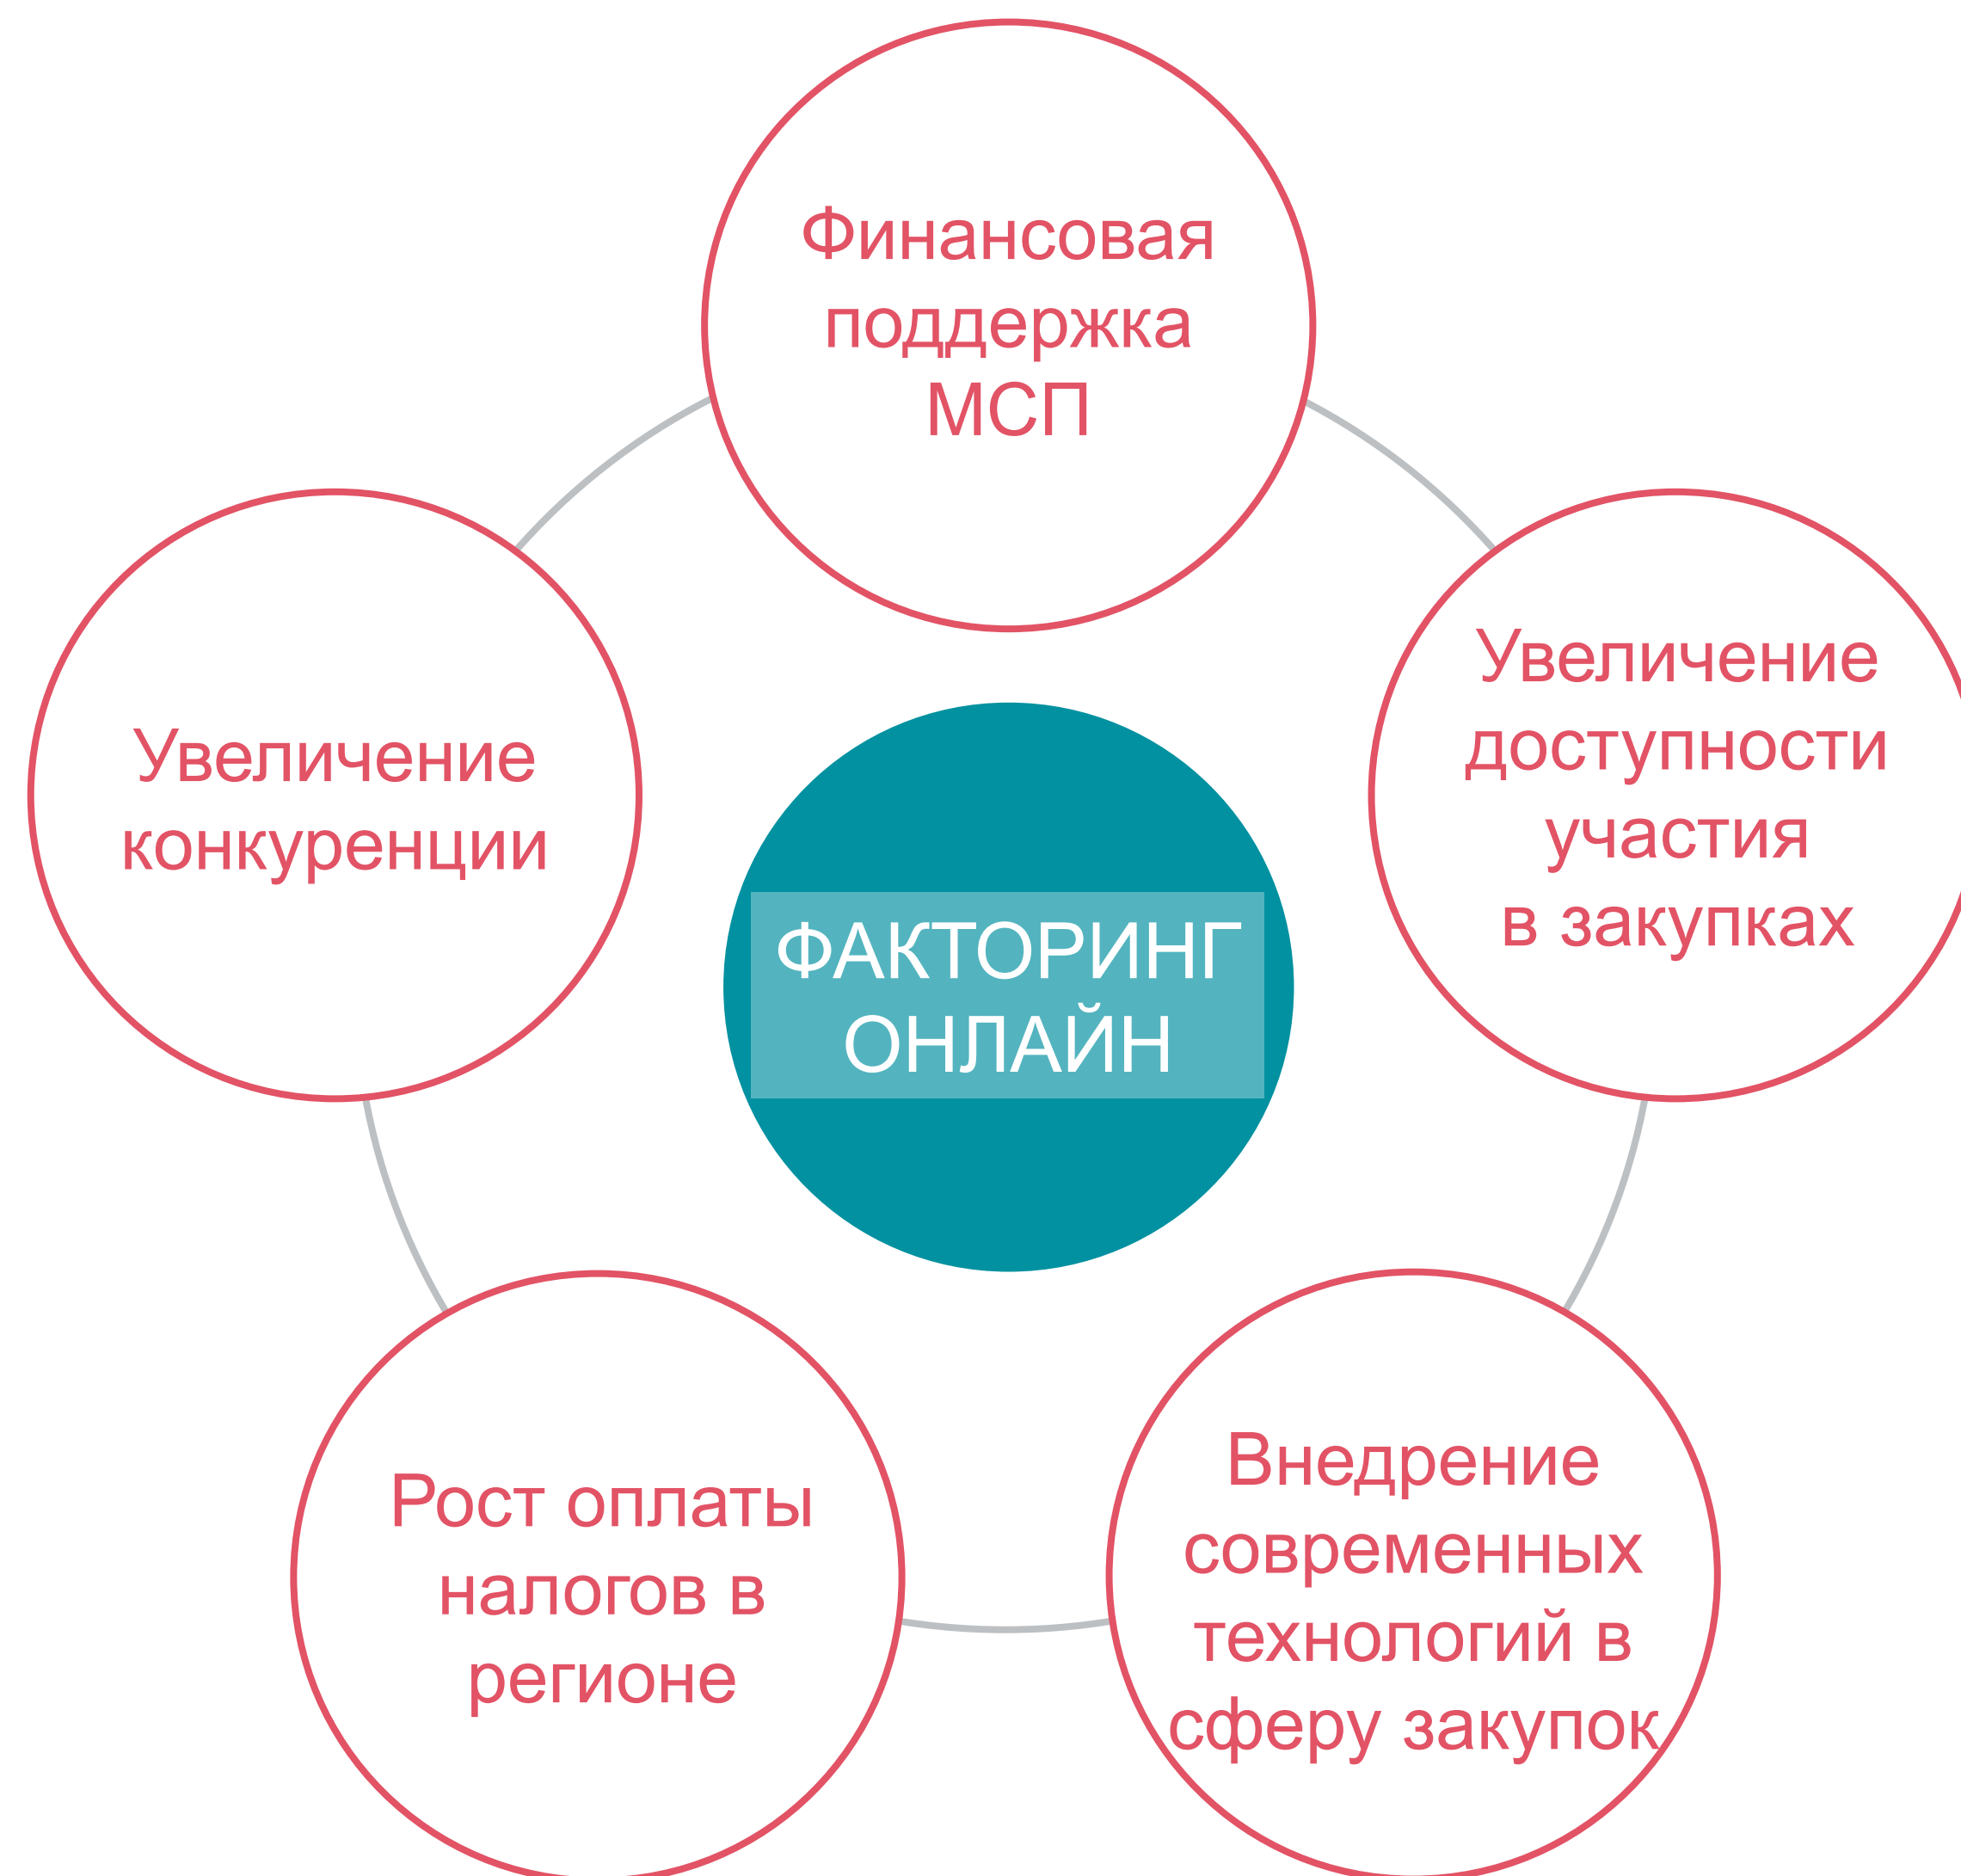 Финансовая
поддержка
МСП
Увеличение
доступности
участия
в закупках
Увеличение
конкуренции
ФАКТОРИНГ
ОНЛАЙН
Внедрение
современных
технологий в
сферу закупок
Рост оплаты
налогов в
регионе